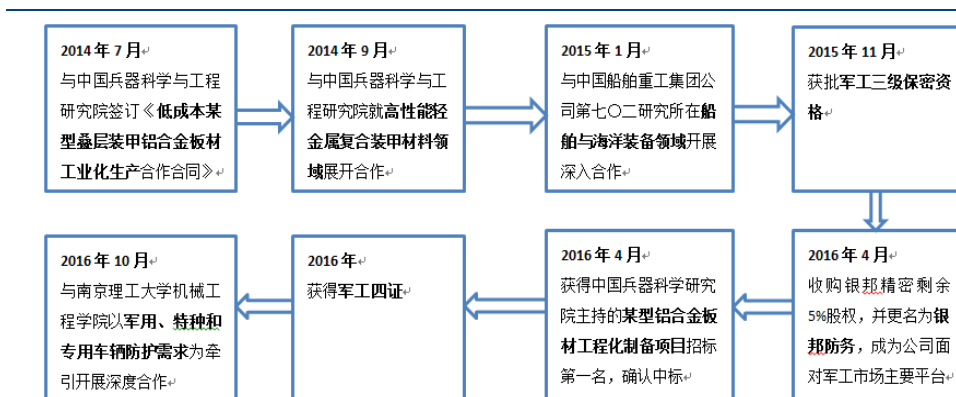 2014年7月
与中国兵器科学与工程
研究院签订《低成本某
型叠层装甲铝合金板材
工业化生产合作合同》
2014年9月
与中国兵器科学与工
程研究院就高性能轻
金属复合装甲材料领
域展开合作
2015年1月
与中国船舶重工集团公
司第七〇二研究所在船
舶与海洋装备领域开展
深入合作
2015年11月
获批军工三级保密资
格
2016年4月
收购银邦精密剩余
5%股权，并更名为银
邦防务，成为公司面
对军工市场主要平台
2016年4月
获得中国兵器科学研究
院主持的某型铝合金板
材工程化制备项目招标
第一名，确认中标
2016年
获得军工四证
2016年10月
与南京理工大学机械工
程学院以军用、特种和
专用车辆防护需求为牵
引开展深度合作